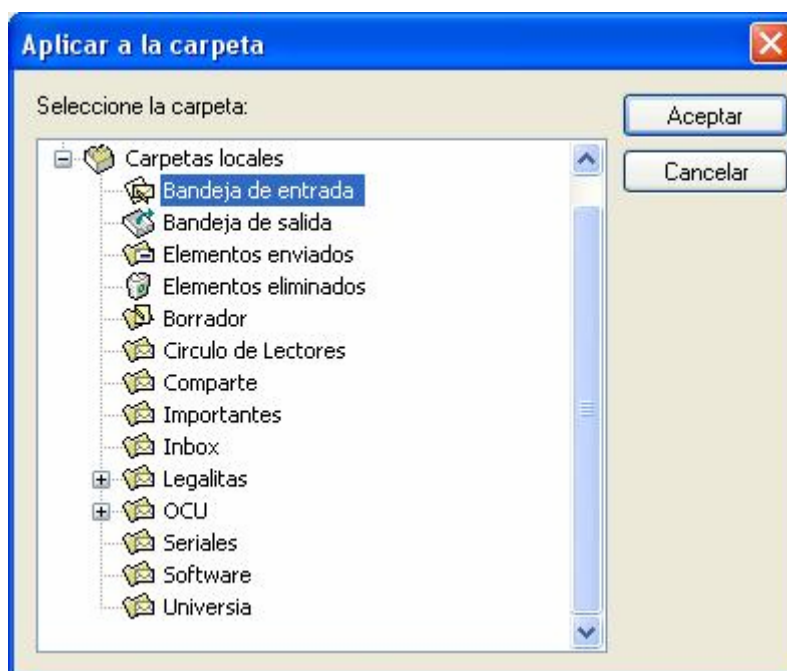 Aplicar a la carpeta
Seleccione la carpeta:
Aceptar
Cancelar
Carpetas locales
Bandeja de entrada
Bandeja de salida
Elementos enviados
Elementos eliminados
Borrador
Circulo de Lectores
Comparte
Importantes
Inbox
Legalitas
OCU
Seriales
Software
Universia